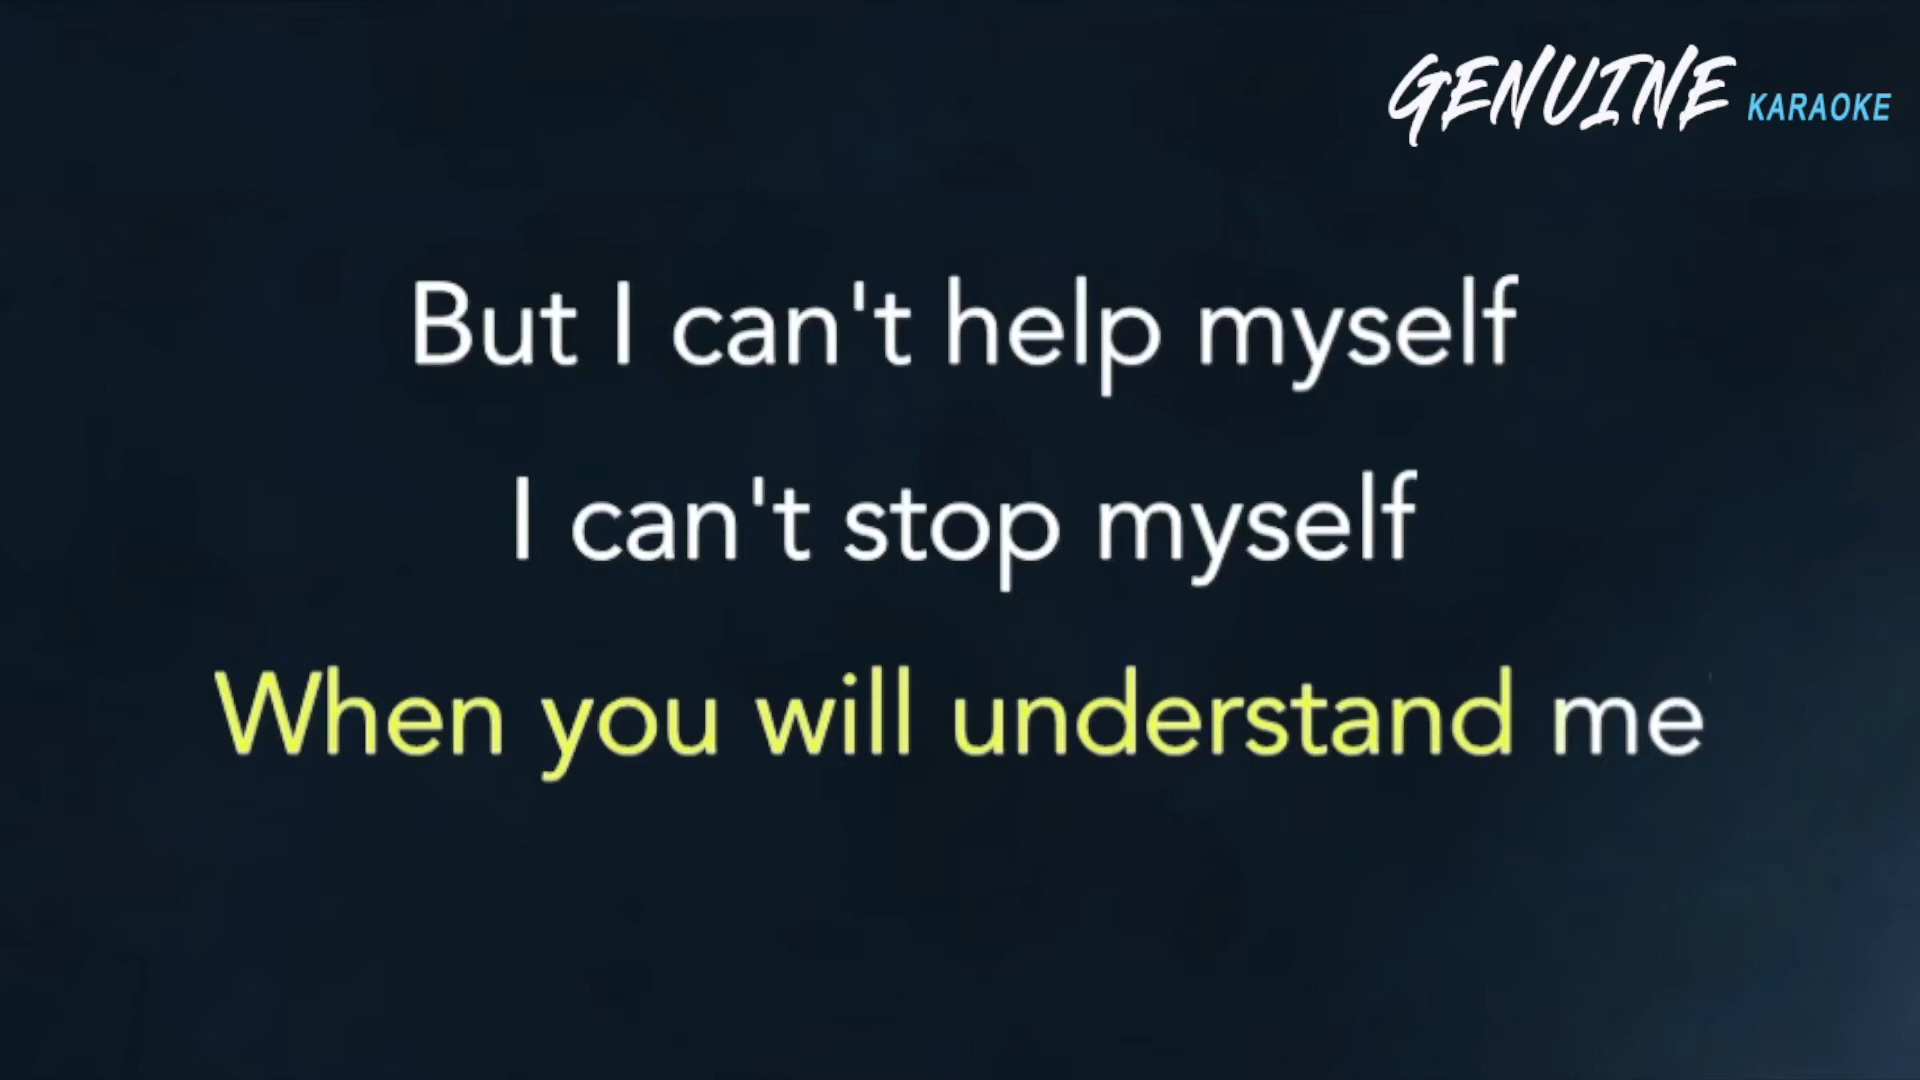 GENUINE KARAOKE
But I can't help myself
I can't stop myself
When you will understand me